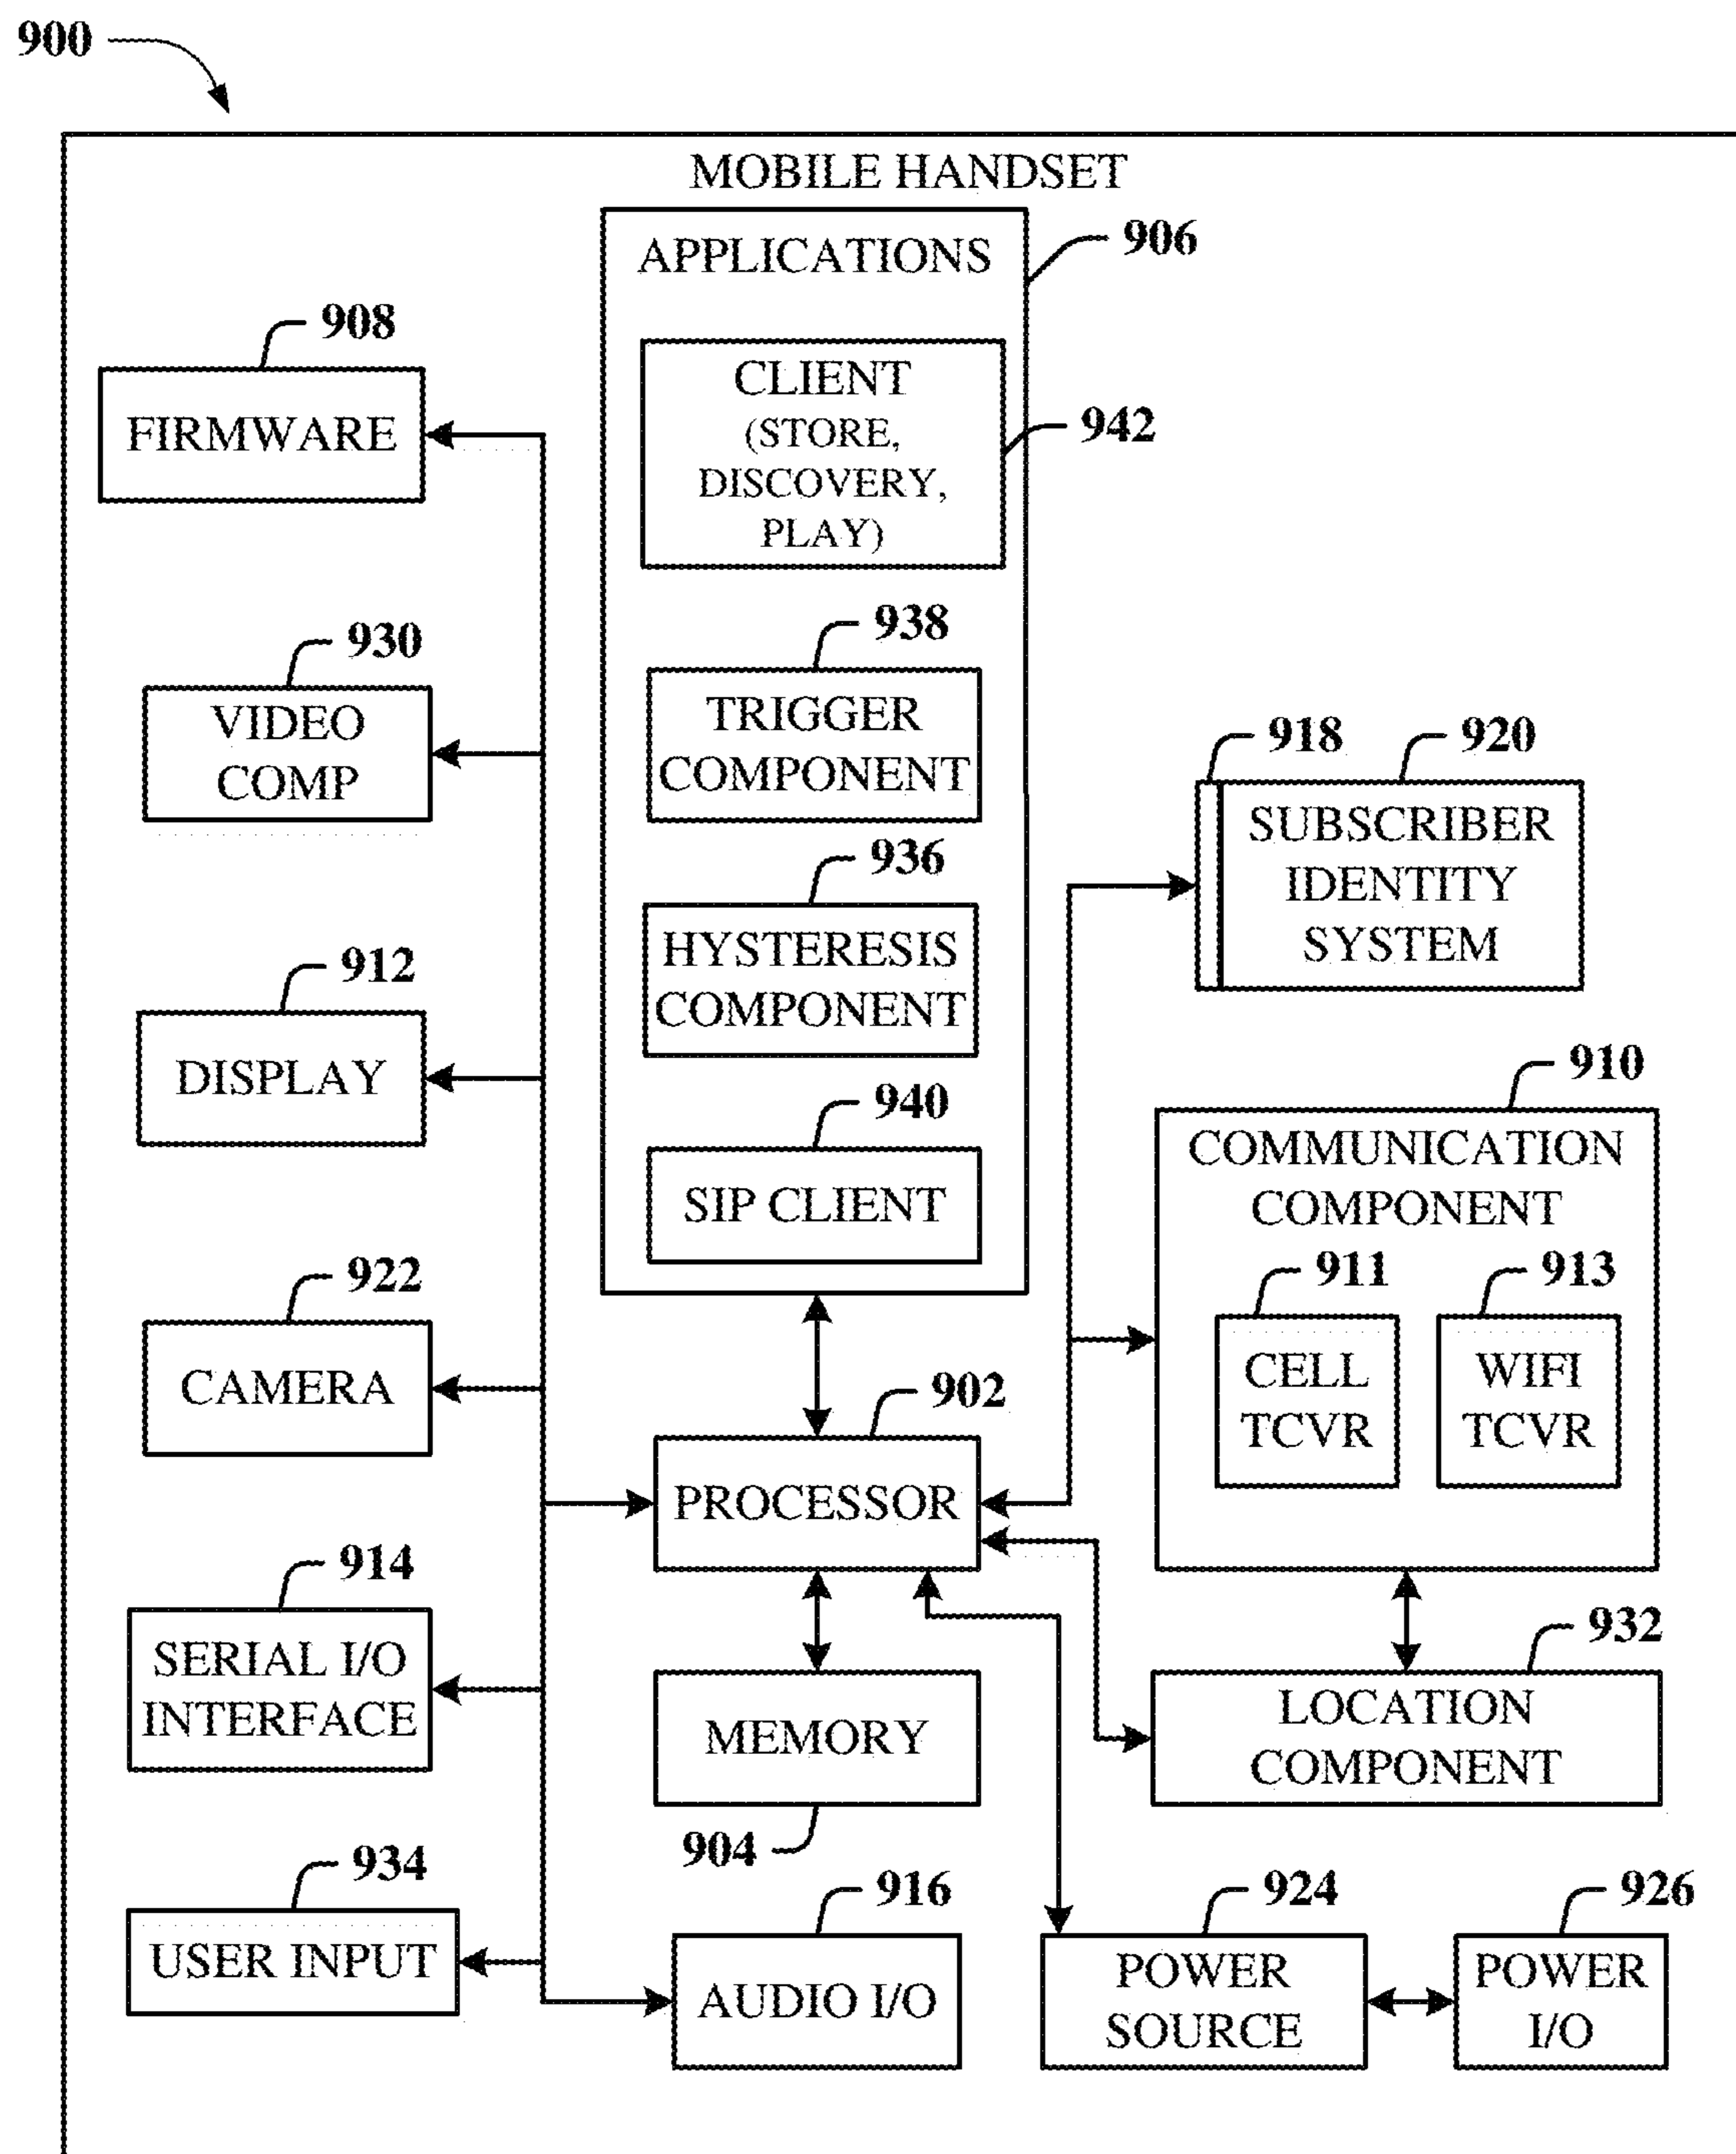 900
MOBILE HANDSET
APPLICATIONS
906
CLIENT
(STORE,
DISCOVERY,
PLAY)
942
938
TRIGGER
COMPONENT
936
HYSTERESIS
COMPONENT
940
SIP CLIENT
908
FIRMWARE
930
VIDEO
COMP
912
DISPLAY
922
CAMERA
914
SERIAL I/O
INTERFACE
934
USER INPUT
902
PROCESSOR
MEMORY
904
916
AUDIO I/O
918
920
SUBSCRIBER
IDENTITY
SYSTEM
910
COMMUNICATION
COMPONENT
911
CELL
TCVR
913
WIFI
TCVR
932
LOCATION
COMPONENT
924
POWER
SOURCE
926
POWER
I/O